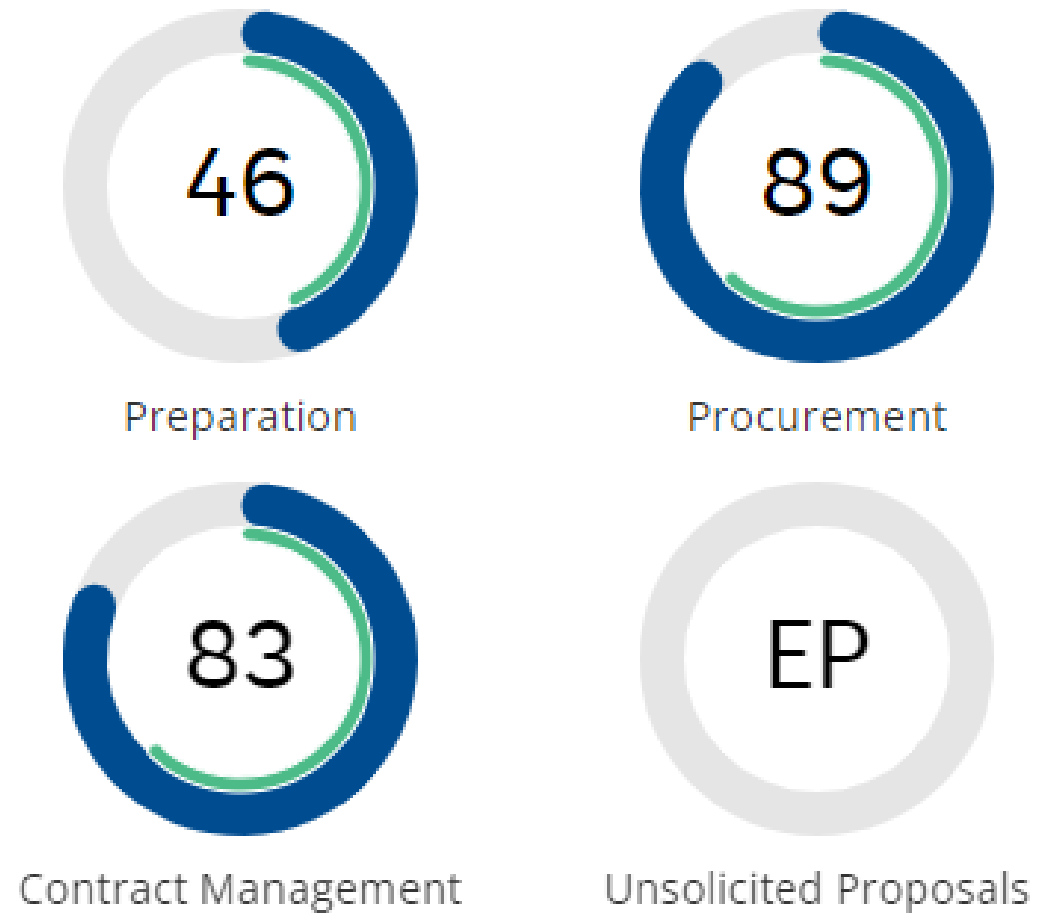 46
89
Preparation
Procurement
83
EP
Contract Management
Unsolicited Proposals